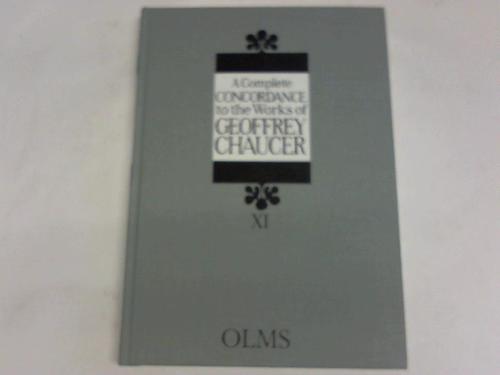 A Complete
CONCORDANCE
to the Works of
GEOFFREY
CHAUCER
XI
OLMS